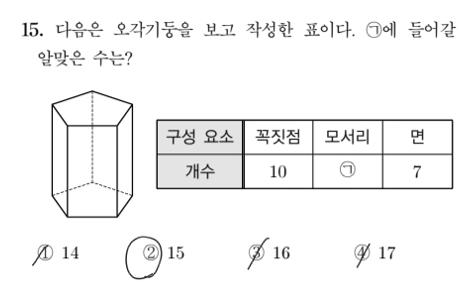 15. 다음은 오각기둥을 보고 작성한 표이다. ㉠에 들어갈
알맞은 수는?
구성 요소 꼭짓점 모서리 면
개수 10 ㉠ 7
① 14 ② 15 ③ 16 ④ 17